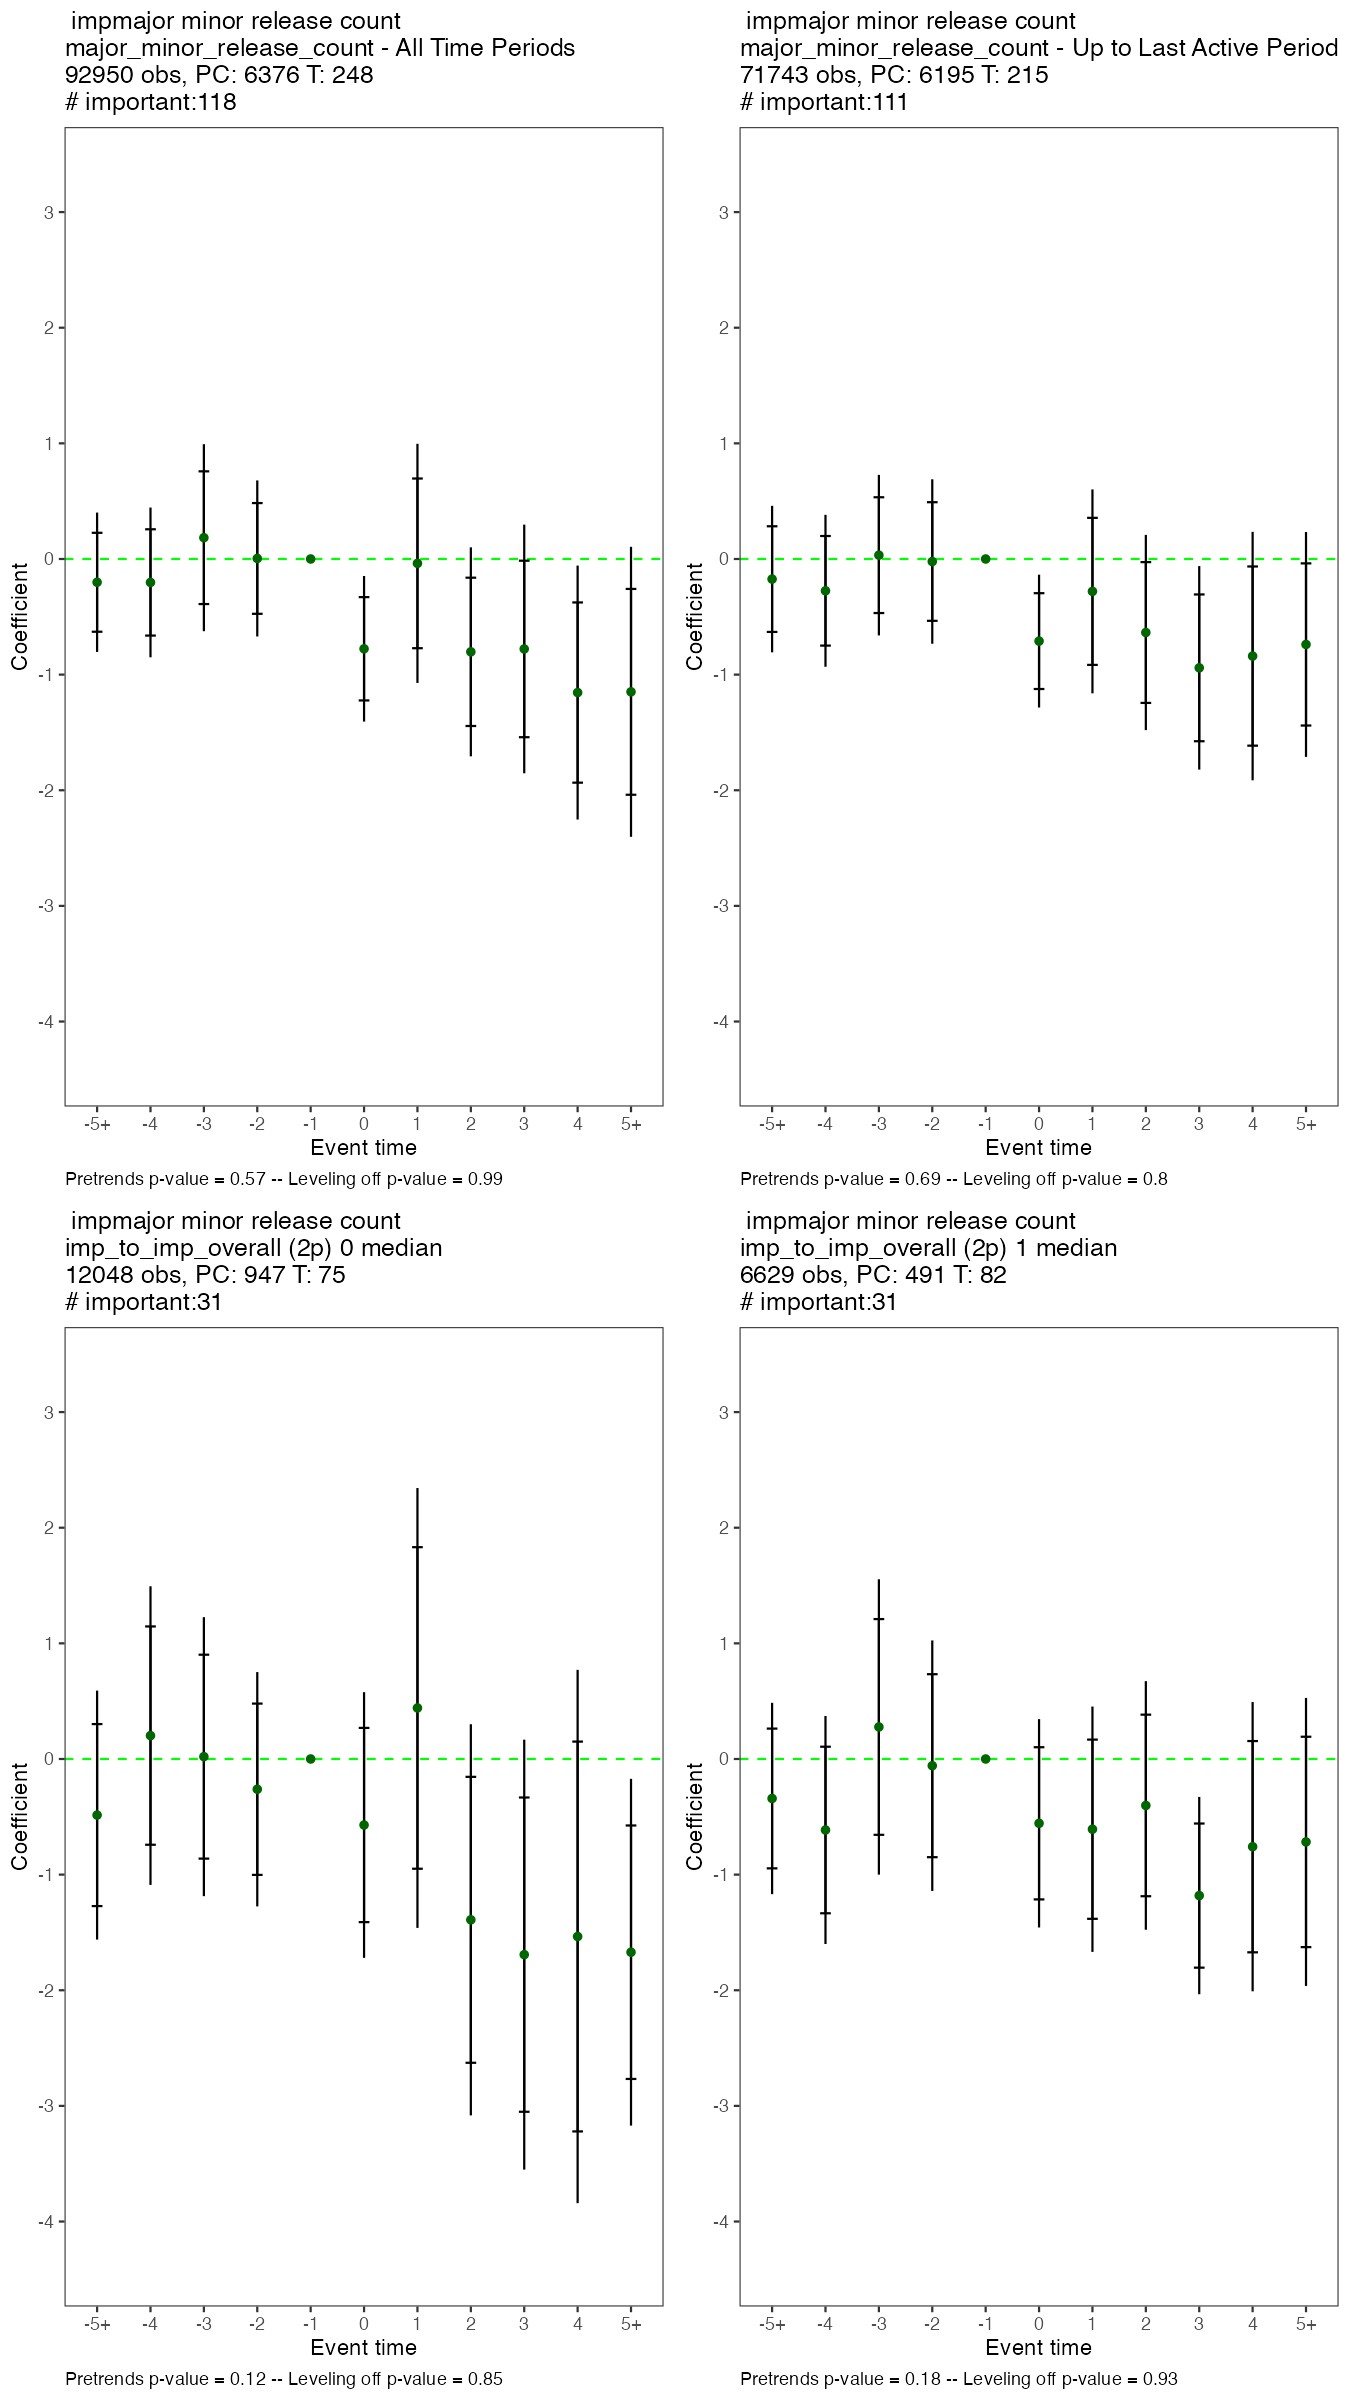 impmajor minor release count
major_minor_release_count - All Time Periods
92950 obs, PC: 6376 T: 248
# important:118
3
2
1
0
-1
-2
-3
-4
Coefficient
-5+ -4 -3 -2 -1 0 1 2 3 4 5+
Event time
Pretrends p-value = 0.57 -- Leveling off p-value = 0.99
impmajor minor release count
major_minor_release_count - Up to Last Active Period
71743 obs, PC: 6195 T: 215
# important:111
3
2
1
0
-1
-2
-3
-4
Coefficient
-5+ -4 -3 -2 -1 0 1 2 3 4 5+
Event time
Pretrends p-value = 0.69 -- Leveling off p-value = 0.8
impmajor minor release count
imp_to_imp_overall (2p) 0 median
12048 obs, PC: 947 T: 75
# important:31
3
2
1
0
-1
-2
-3
-4
Coefficient
-5+ -4 -3 -2 -1 0 1 2 3 4 5+
Event time
Pretrends p-value = 0.12 -- Leveling off p-value = 0.85
impmajor minor release count
imp_to_imp_overall (2p) 1 median
6629 obs, PC: 491 T: 82
# important:31
3
2
1
0
-1
-2
-3
-4
Coefficient
-5+ -4 -3 -2 -1 0 1 2 3 4 5+
Event time
Pretrends p-value = 0.18 -- Leveling off p-value = 0.93